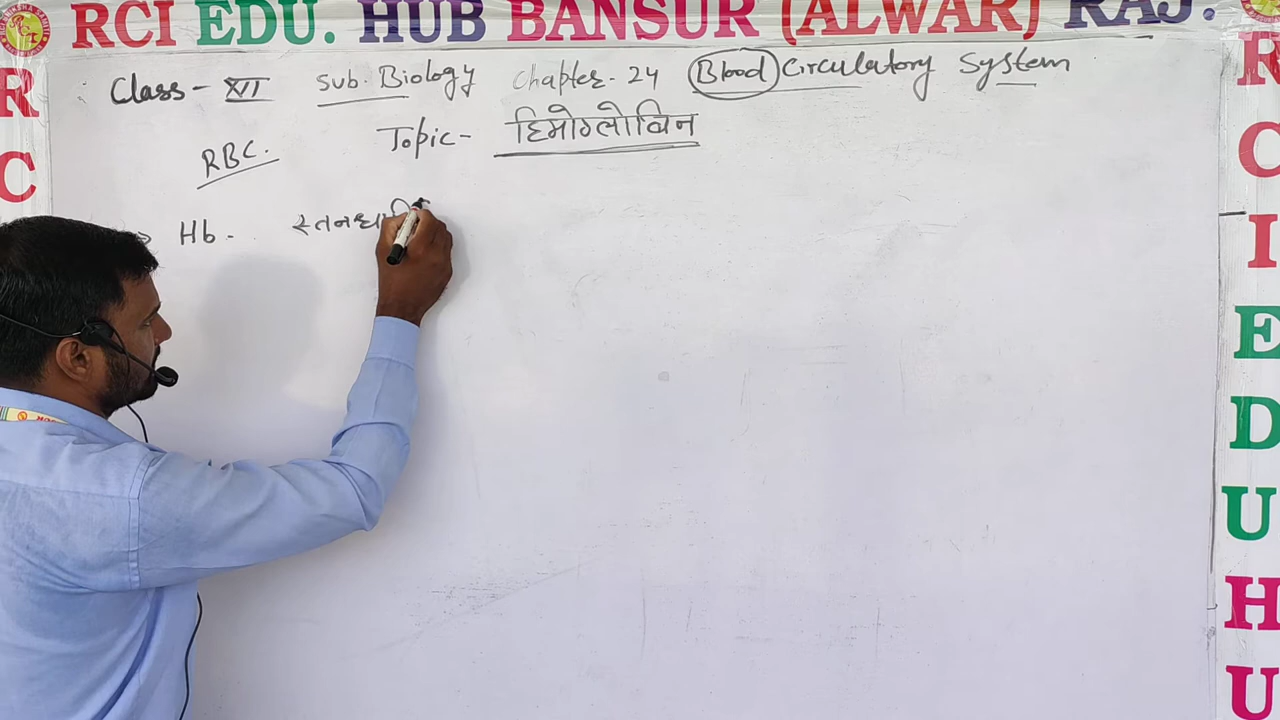 RCI EDU. HUB BANSUR (ALWAR) RAJ.
Class - XII Sub. Biology Chapter - 24 Blood Circulatory System
Topic - हिमोग्लोबिन
RBC.
Hb. स्तनधारि
R
C
R
C
I
E
D
U
H
U